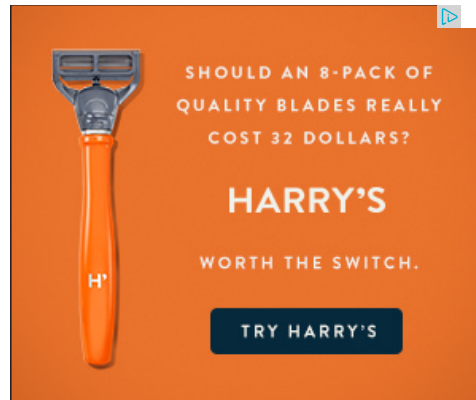 SHOULD AN 8-PACK OF
QUALITY BLADES REALLY
COST 32 DOLLARS?
HARRY'S
H'
WORTH THE SWITCH.
TRY HARRY'S